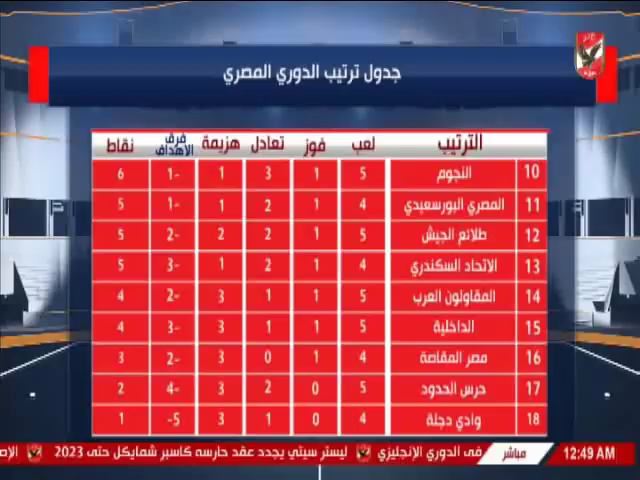 جدول ترتيب الدوري المصري
الترتيب لعب فوز تعادل هزيمة فرق الأهداف نقاط
10 النجوم 5 1 3 1 1- 6
11 المصري البورسعيدي 4 1 2 1 1- 5
12 طلائع الجيش 5 1 2 2 2- 5
13 الاتحاد السكندري 4 1 2 1 3- 5
14 المقاولون العرب 5 1 1 3 2- 4
15 الداخلية 5 1 1 3 3- 4
16 مصر المقاصة 4 1 0 3 2- 3
17 حرس الحدود 5 0 2 3 4- 2
18 وادي دجلة 4 0 1 3 -5 1
12:49 AM مباشر فى الدوري الإنجليزي ليستر سيتي يجدد عقد حارسه كاسبر شمايكل حتى 2023 الإص